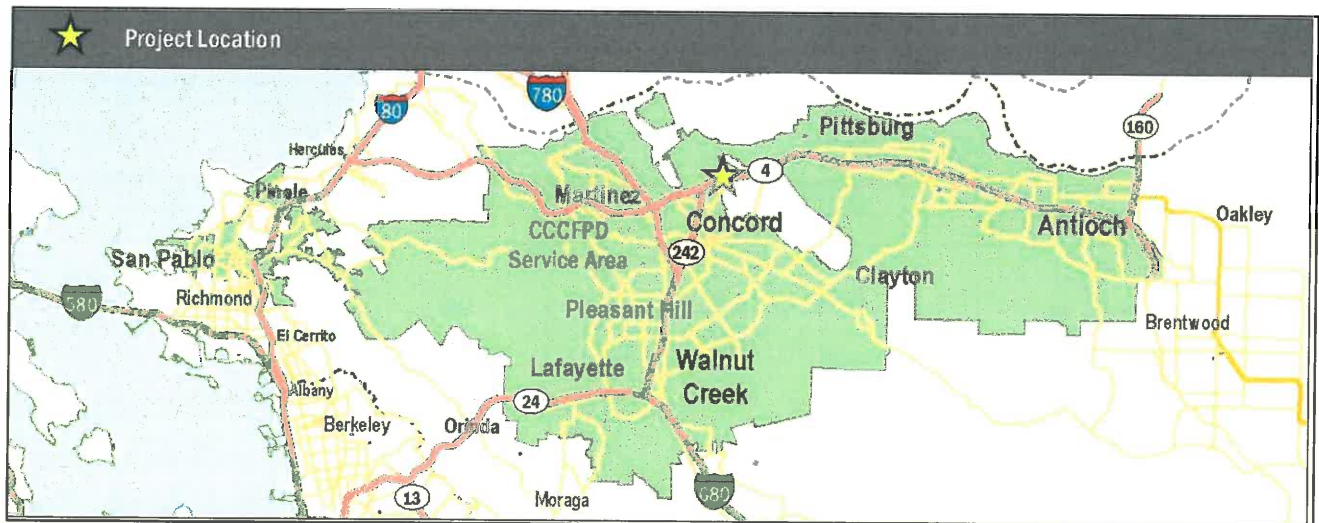 Project Location
80
780
Hercules
Pinole
San Pablo
Richmond
580
El Cerrito
Albany
Berkeley
13
Orinda
24
Moraga
Martinez
CCCFPD
Service Area
Pleasant Hill
Lafayette
Walnut
Creek
680
242
Concord
4
Pittsburg
Clayton
Antioch
160
Oakley
Brentwood